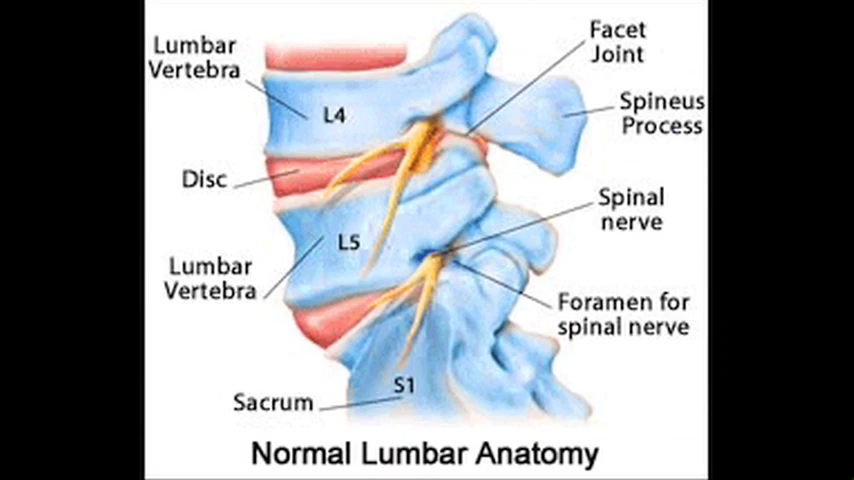 Lumbar
Vertebra
Facet
Joint
L4
Spineus
Process
Disc
Spinal
nerve
L5
Lumbar
Vertebra
Foramen for
spinal nerve
S1
Sacrum
Normal Lumbar Anatomy